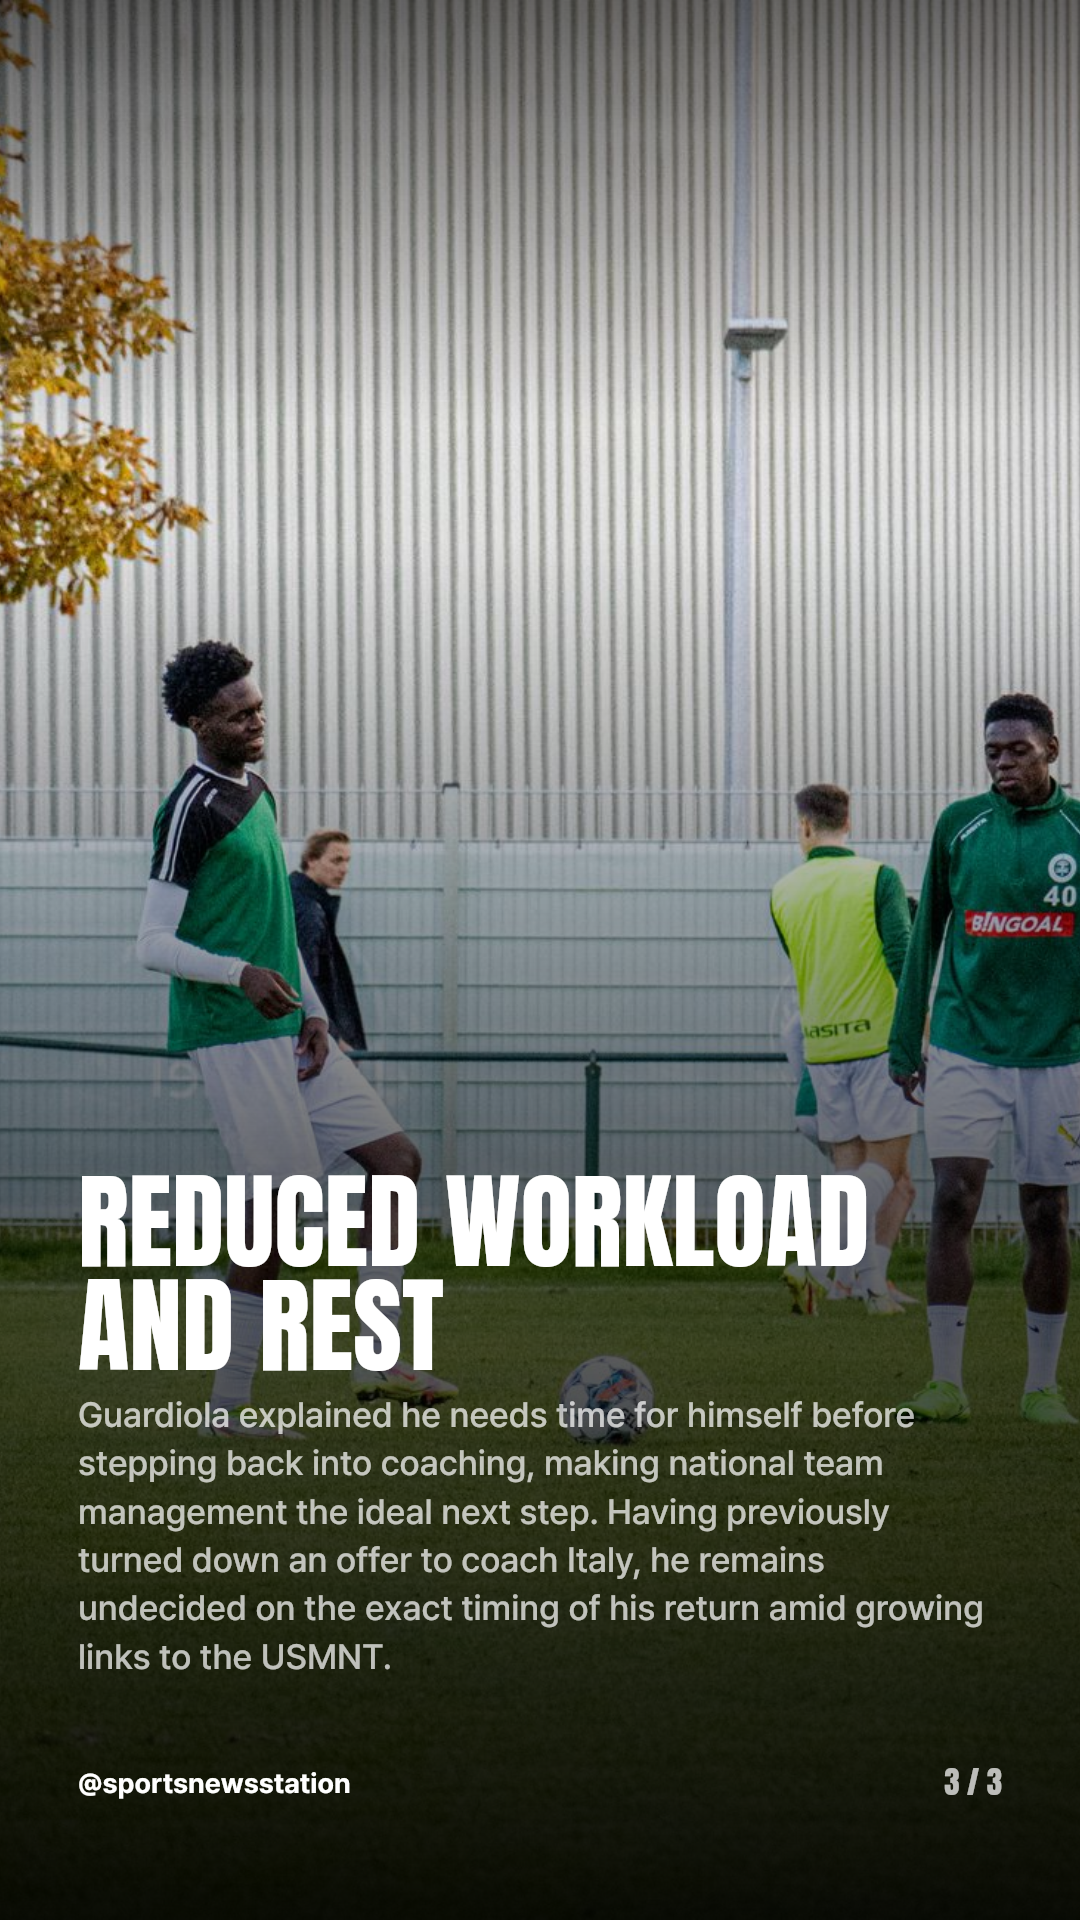 40
B!NGOAL
masita
REDUCED WORKLOAD
AND REST
Guardiola explained he needs time for himself before
stepping back into coaching, making national team
management the ideal next step. Having previously
turned down an offer to coach Italy, he remains
undecided on the exact timing of his return amid growing
links to the USMNT.
@sportsnewsstation
3 / 3